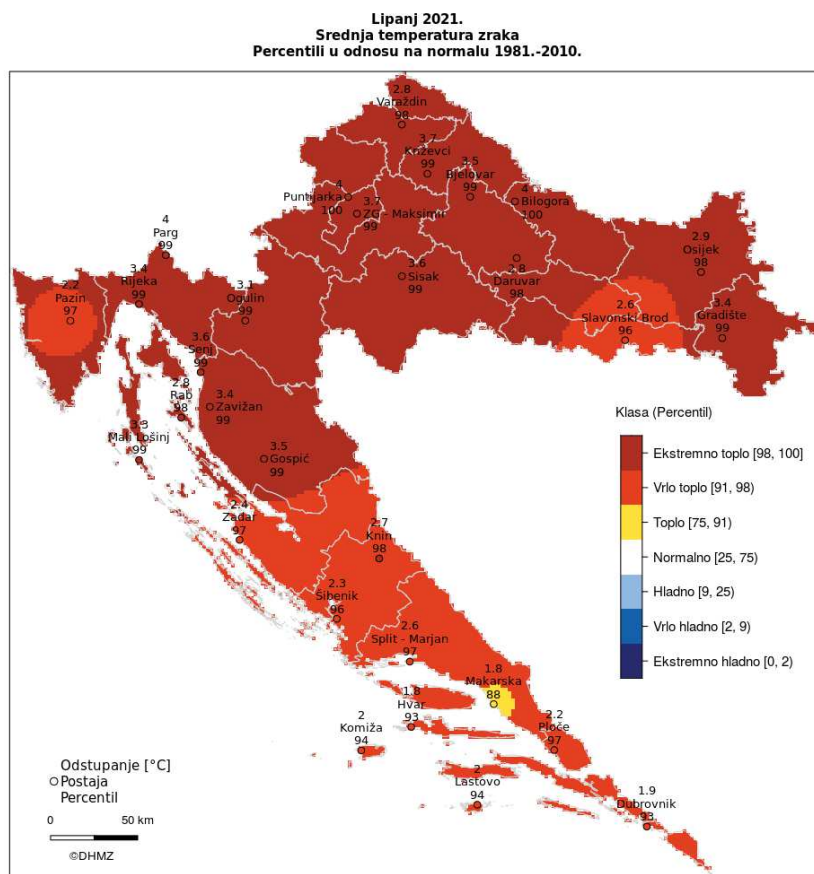 Lipanj 2021.
Srednja temperatura zraka
Percentili u odnosu na normalu 1981.-2010.
2.8
Varaždin
98
3.7
Križevci
99
3.5
Bjelovar
99
4
Puntijarka
100
3.7
ZG - Maksimir
99
4
Bilogora
100
4
Parg
99
2.9
Osijek
98
3.6
Sisak
99
3.8
Daruvar
98
2.2
Pazin
97
3.4
Rijeka
99
3.1
Ogulin
99
2.6
Slavonski Brod
96
3.4
Gradište
99
3.6
Senj
99
2.8
Rab
98
3.4
Zavižan
99
3.3
Mali Lošinj
99
3.5
Gospić
99
2.4
Zadar
97
2.7
Knin
98
2.3
Šibenik
96
2.6
Split - Marjan
97
1.8
Makarska
88
1.8
Hvar
93
2
Komiža
94
2.2
Ploče
97
2
Lastovo
94
1.9
Dubrovnik
93
Klasa (Percentil)
Ekstremno toplo [98, 100]
Vrlo toplo [91, 98)
Toplo [75, 91)
Normalno [25, 75)
Hladno [9, 25)
Vrlo hladno [2, 9)
Ekstremno hladno [0, 2)
Odstupanje [°C]
Postaja
Percentil
0 50 km
©DHMZ